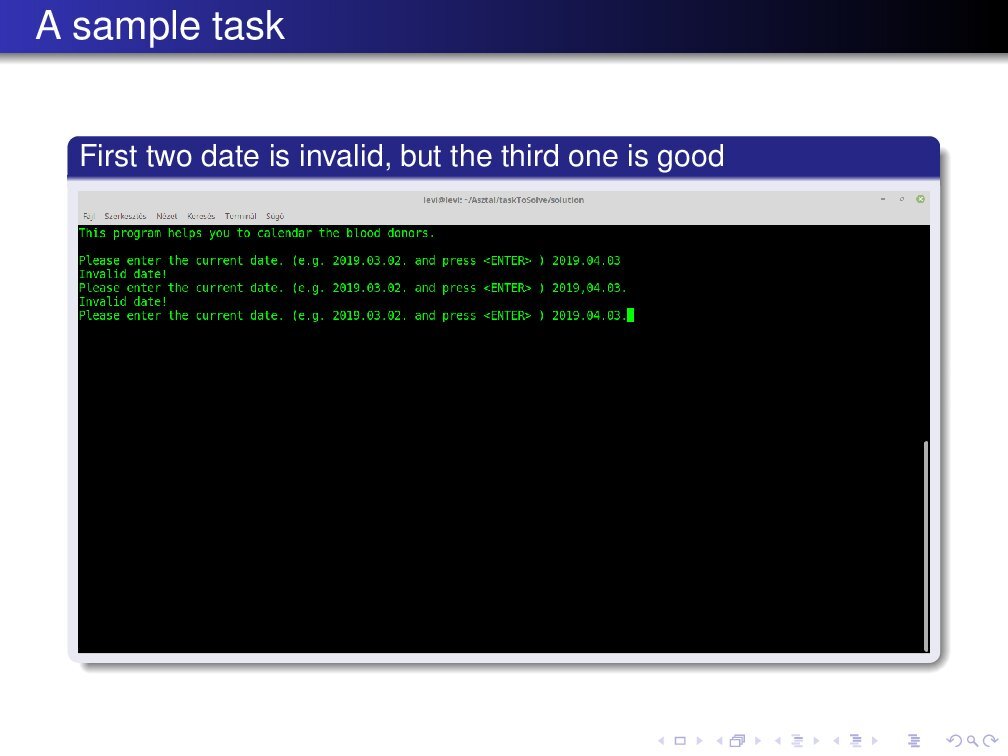 A sample task
First two date is invalid, but the third one is good
levi@levi: ~/Asztal/taskToSolve/solution
Fájl Szerkesztés Nézet Keresés Terminál Súgó
This program helps you to calendar the blood donors.
Please enter the current date. (e.g. 2019.03.02. and press <ENTER> ) 2019.04.03
Invalid date!
Please enter the current date. (e.g. 2019.03.02. and press <ENTER> ) 2019,04.03.
Invalid date!
Please enter the current date. (e.g. 2019.03.02. and press <ENTER> ) 2019.04.03.